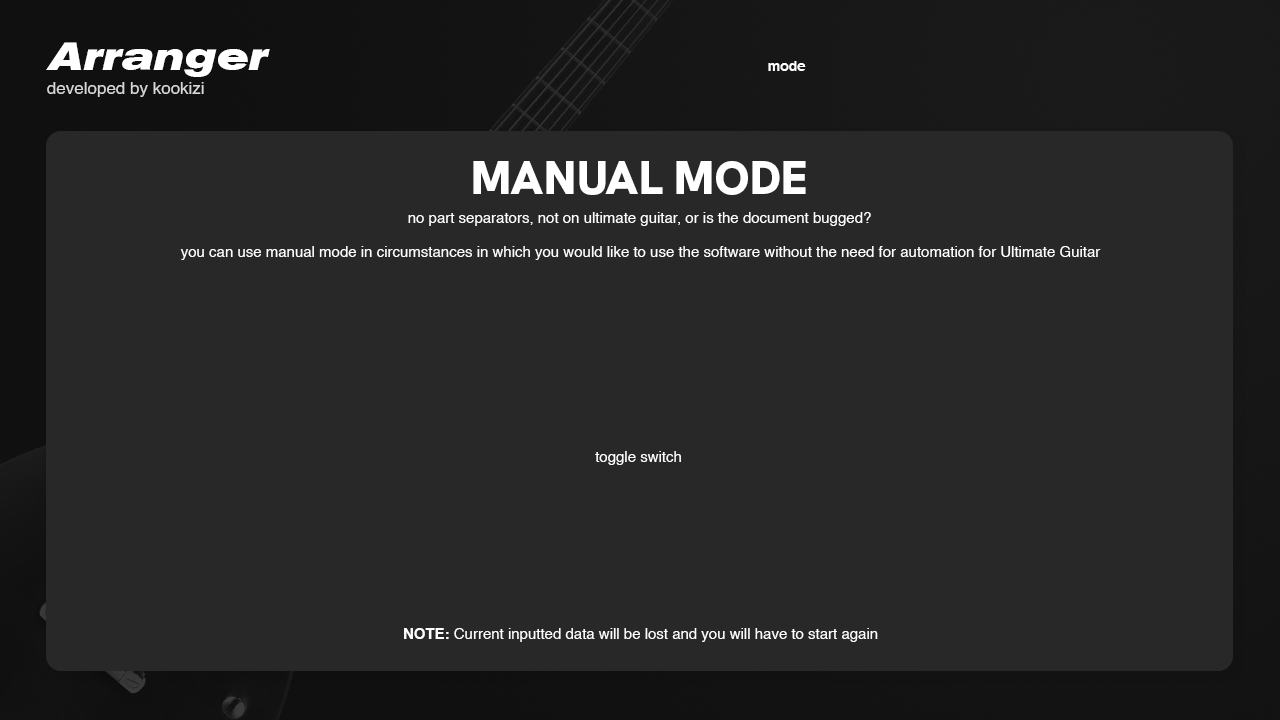 Arranger
developed by kookizi
mode
MANUAL MODE
no part separators, not on ultimate guitar, or is the document bugged?
you can use manual mode in circumstances in which you would like to use the software without the need for automation for Ultimate Guitar
toggle switch
NOTE: Current inputted data will be lost and you will have to start again